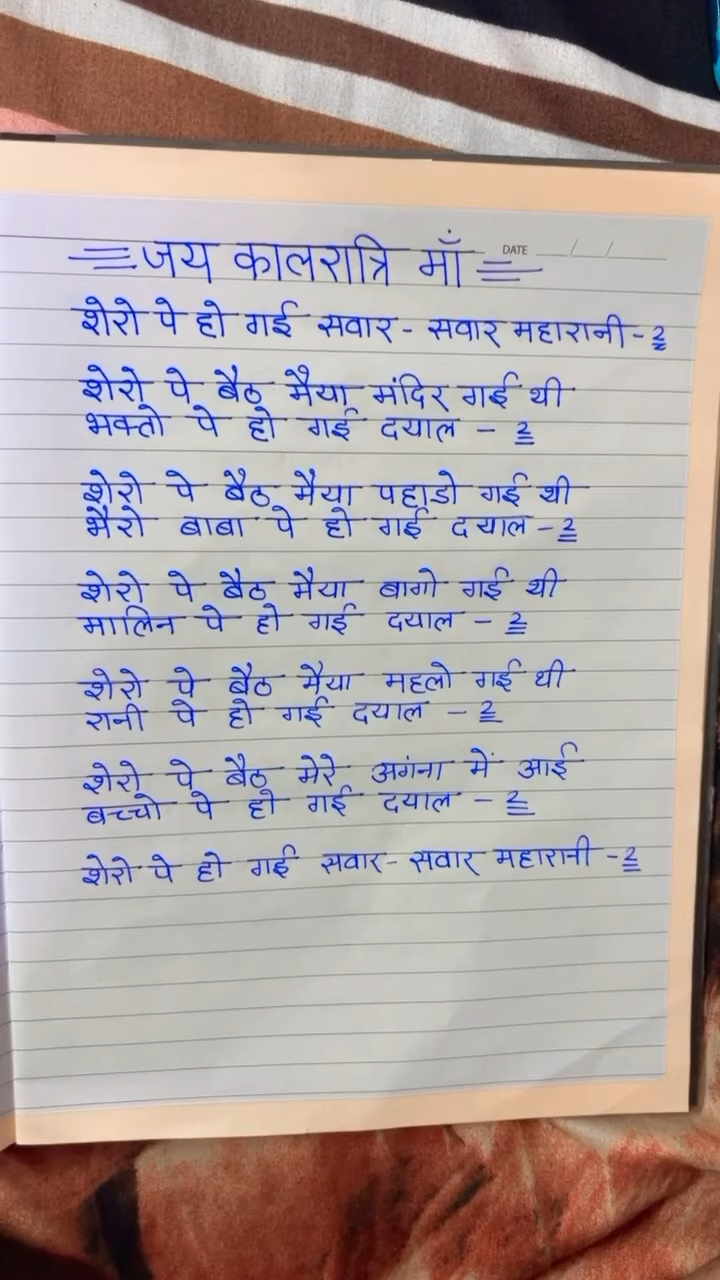 जय कालरात्रि माँ
DATE / /
शेरो पे हो गई सवार - सवार महारानी - 2
शेरो पे बैठ मैया मंदिर गई थी
भक्तो पे हो गई दयाल - 2
शेरो पे बैठ मैया पहाडो गई थी
भैरो बाबा पे हो गई दयाल - 2
शेरो पे बैठ मैया बागो गई थी
मालिन पे हो गई दयाल - 2
शेरो पे बैठ मैया महलो गई थी
रानी पे हो गई दयाल - 2
शेरो पे बैठ मेरे अगंना में आई
बच्चो पे हो गई दयाल - 2
शेरो पे हो गई सवार - सवार महारानी - 2